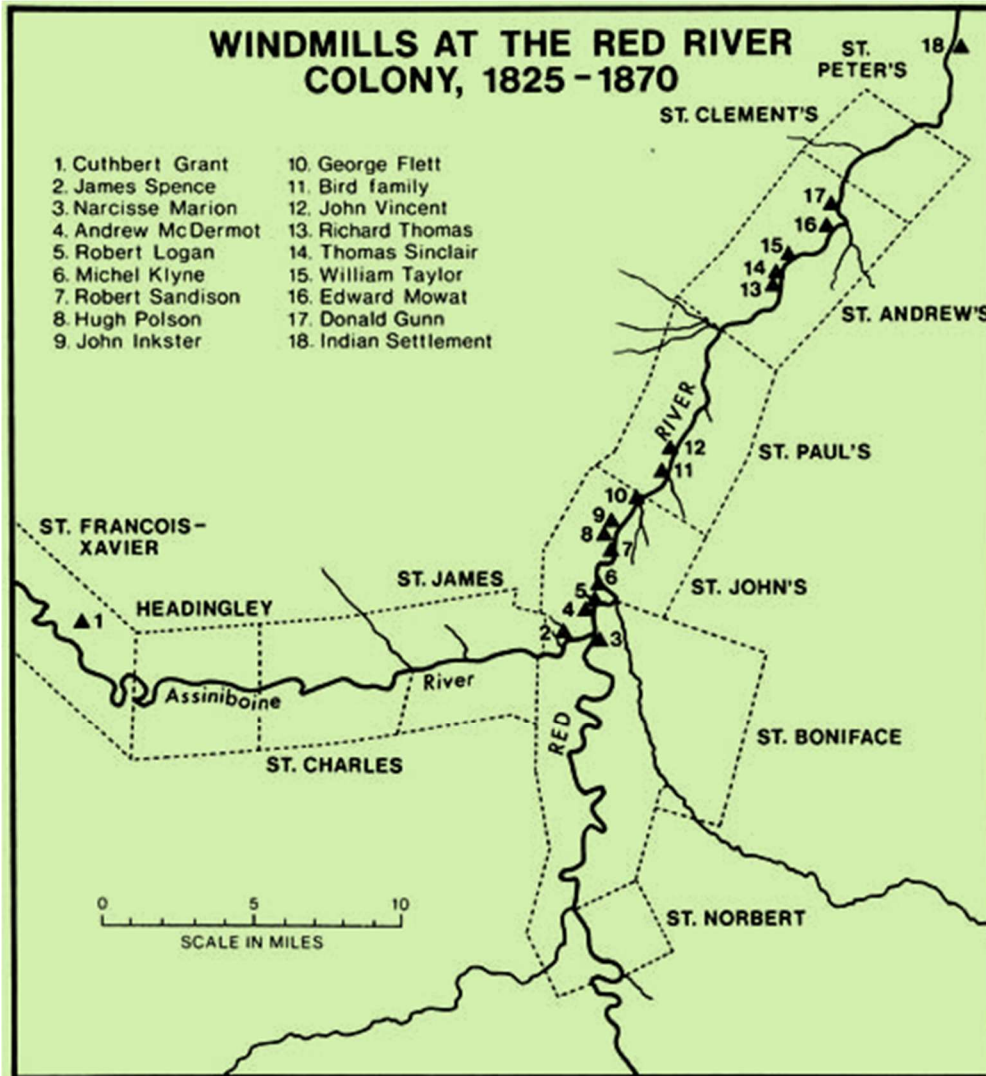 WINDMILLS AT THE RED RIVER
COLONY, 1825-1870
1. Cuthbert Grant
2. James Spence
3. Narcisse Marion
4. Andrew McDermot
5. Robert Logan
6. Michel Klyne
7. Robert Sandison
8. Hugh Polson
9. John Inkster
10. George Flett
11. Bird family
12. John Vincent
13. Richard Thomas
14. Thomas Sinclair
15. William Taylor
16. Edward Mowat
17. Donald Gunn
18. Indian Settlement
ST.
PETER'S
18
ST. CLEMENT'S
17
16
15
14
13
ST. ANDREW'S
RIVER
12
11
ST. PAUL'S
10
9
8
7
ST. FRANCOIS-
XAVIER
ST. JAMES
6
5
ST. JOHN'S
HEADINGLEY
4
1
2
3
Assiniboine
River
RED
ST. BONIFACE
ST. CHARLES
0 5 10
SCALE IN MILES
ST. NORBERT